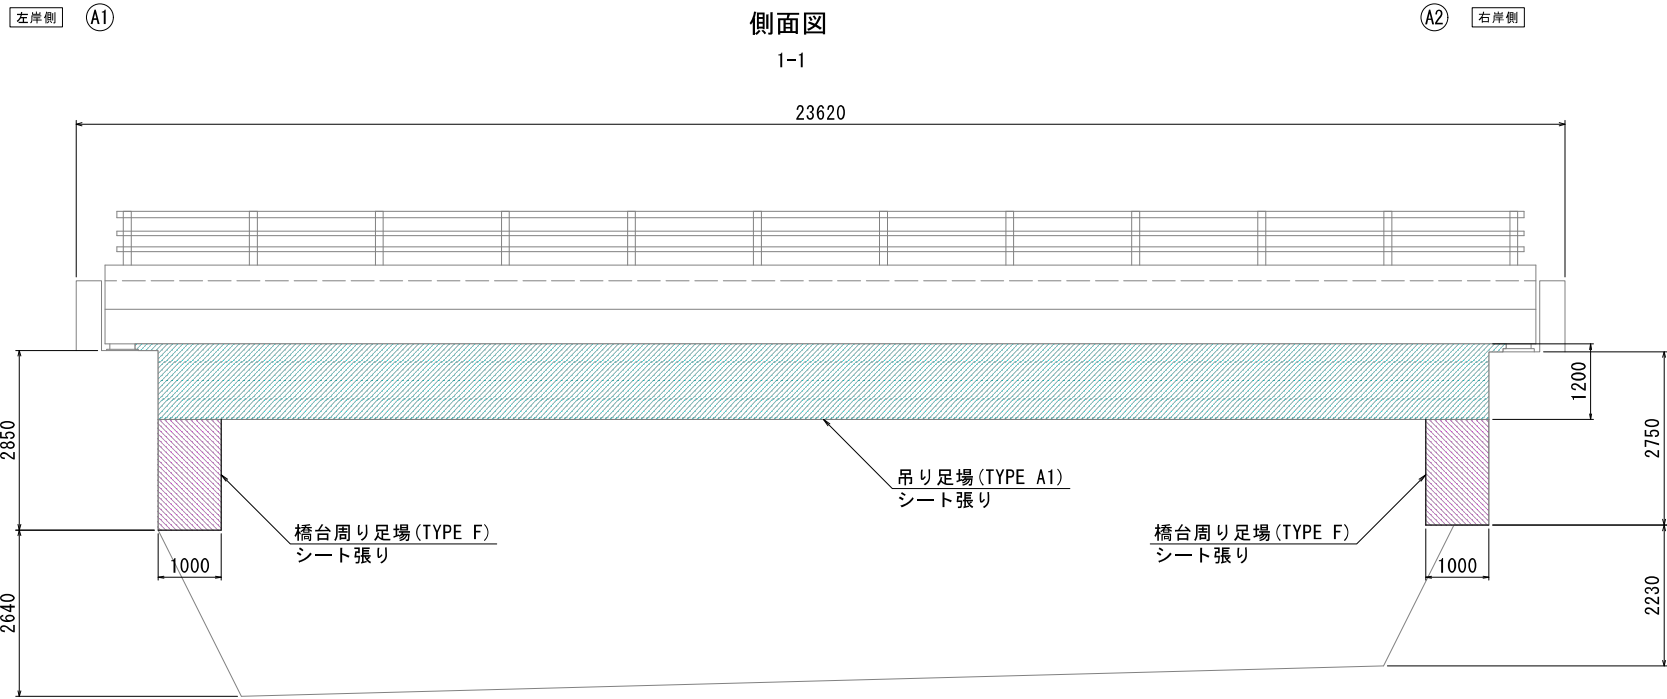 左岸側 A1
側面図
A2 右岸側
1-1
23620
1200
2850
2750
吊り足場(TYPE A1)
シート張り
橋台周り足場(TYPE F)
シート張り
橋台周り足場(TYPE F)
シート張り
1000
1000
2640
2230